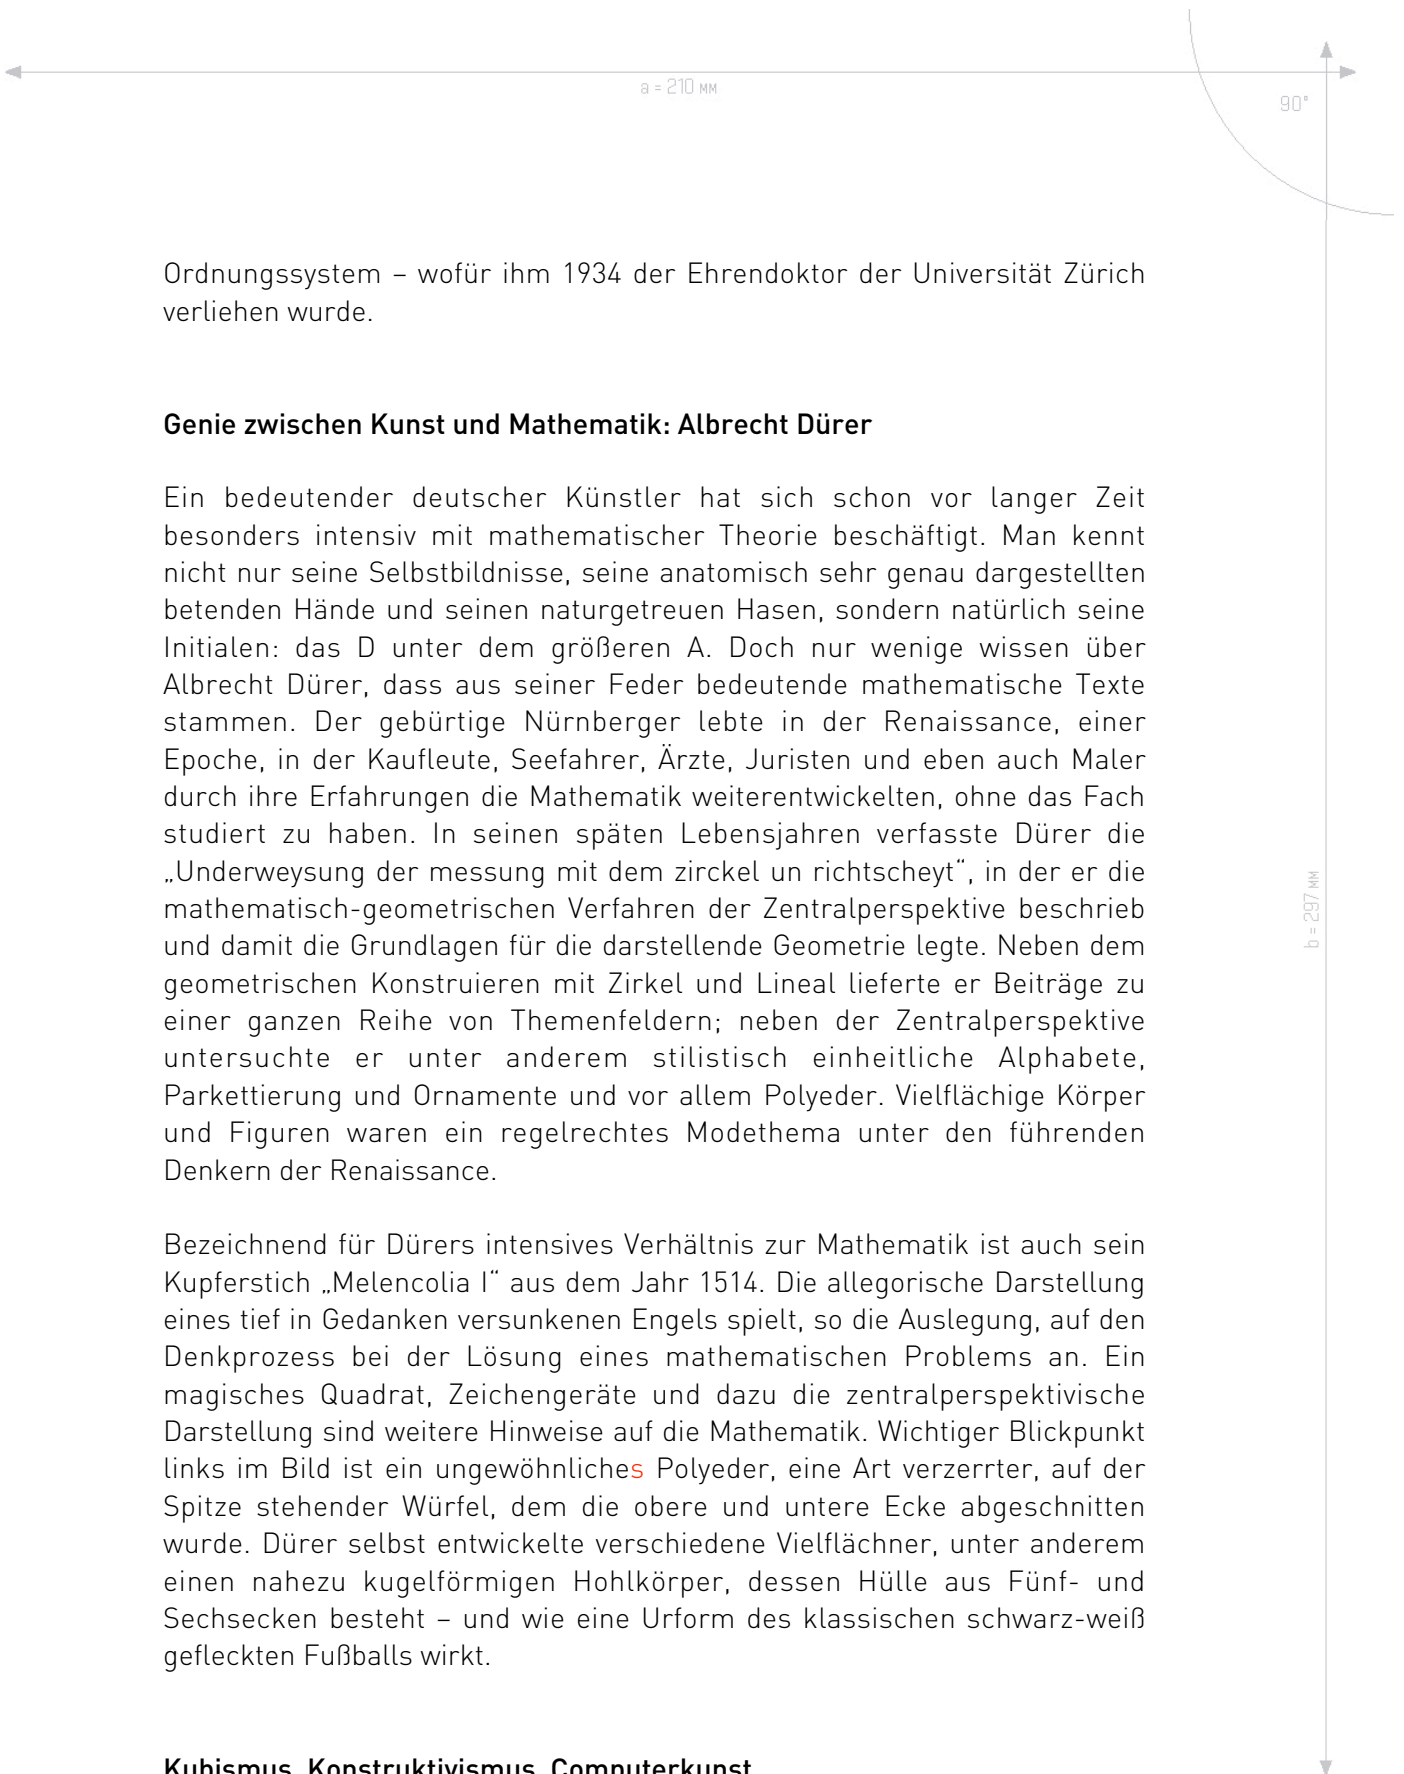 a = 210 MM
90°
Ordnungssystem – wofür ihm 1934 der Ehrendoktor der Universität Zürich
verliehen wurde.
Genie zwischen Kunst und Mathematik: Albrecht Dürer
Ein bedeutender deutscher Künstler hat sich schon vor langer Zeit
besonders intensiv mit mathematischer Theorie beschäftigt. Man kennt
nicht nur seine Selbstbildnisse, seine anatomisch sehr genau dargestellten
betenden Hände und seinen naturgetreuen Hasen, sondern natürlich seine
Initialen: das D unter dem größeren A. Doch nur wenige wissen über
Albrecht Dürer, dass aus seiner Feder bedeutende mathematische Texte
stammen. Der gebürtige Nürnberger lebte in der Renaissance, einer
Epoche, in der Kaufleute, Seefahrer, Ärzte, Juristen und eben auch Maler
durch ihre Erfahrungen die Mathematik weiterentwickelten, ohne das Fach
studiert zu haben. In seinen späten Lebensjahren verfasste Dürer die
„Underweysung der messung mit dem zirckel un richtscheyt“, in der er die
mathematisch-geometrischen Verfahren der Zentralperspektive beschrieb
und damit die Grundlagen für die darstellende Geometrie legte. Neben dem
geometrischen Konstruieren mit Zirkel und Lineal lieferte er Beiträge zu
einer ganzen Reihe von Themenfeldern; neben der Zentralperspektive
untersuchte er unter anderem stilistisch einheitliche Alphabete,
Parkettierung und Ornamente und vor allem Polyeder. Vielflächige Körper
und Figuren waren ein regelrechtes Modethema unter den führenden
Denkern der Renaissance.
b = 297 MM
Bezeichnend für Dürers intensives Verhältnis zur Mathematik ist auch sein
Kupferstich „Melencolia I“ aus dem Jahr 1514. Die allegorische Darstellung
eines tief in Gedanken versunkenen Engels spielt, so die Auslegung, auf den
Denkprozess bei der Lösung eines mathematischen Problems an. Ein
magisches Quadrat, Zeichengeräte und dazu die zentralperspektivische
Darstellung sind weitere Hinweise auf die Mathematik. Wichtiger Blickpunkt
links im Bild ist ein ungewöhnliches Polyeder, eine Art verzerrter, auf der
Spitze stehender Würfel, dem die obere und untere Ecke abgeschnitten
wurde. Dürer selbst entwickelte verschiedene Vielflächner, unter anderem
einen nahezu kugelförmigen Hohlkörper, dessen Hülle aus Fünf- und
Sechsecken besteht – und wie eine Urform des klassischen schwarz-weiß
gefleckten Fußballs wirkt.
Kubismus, Konstruktivismus, Computerkunst